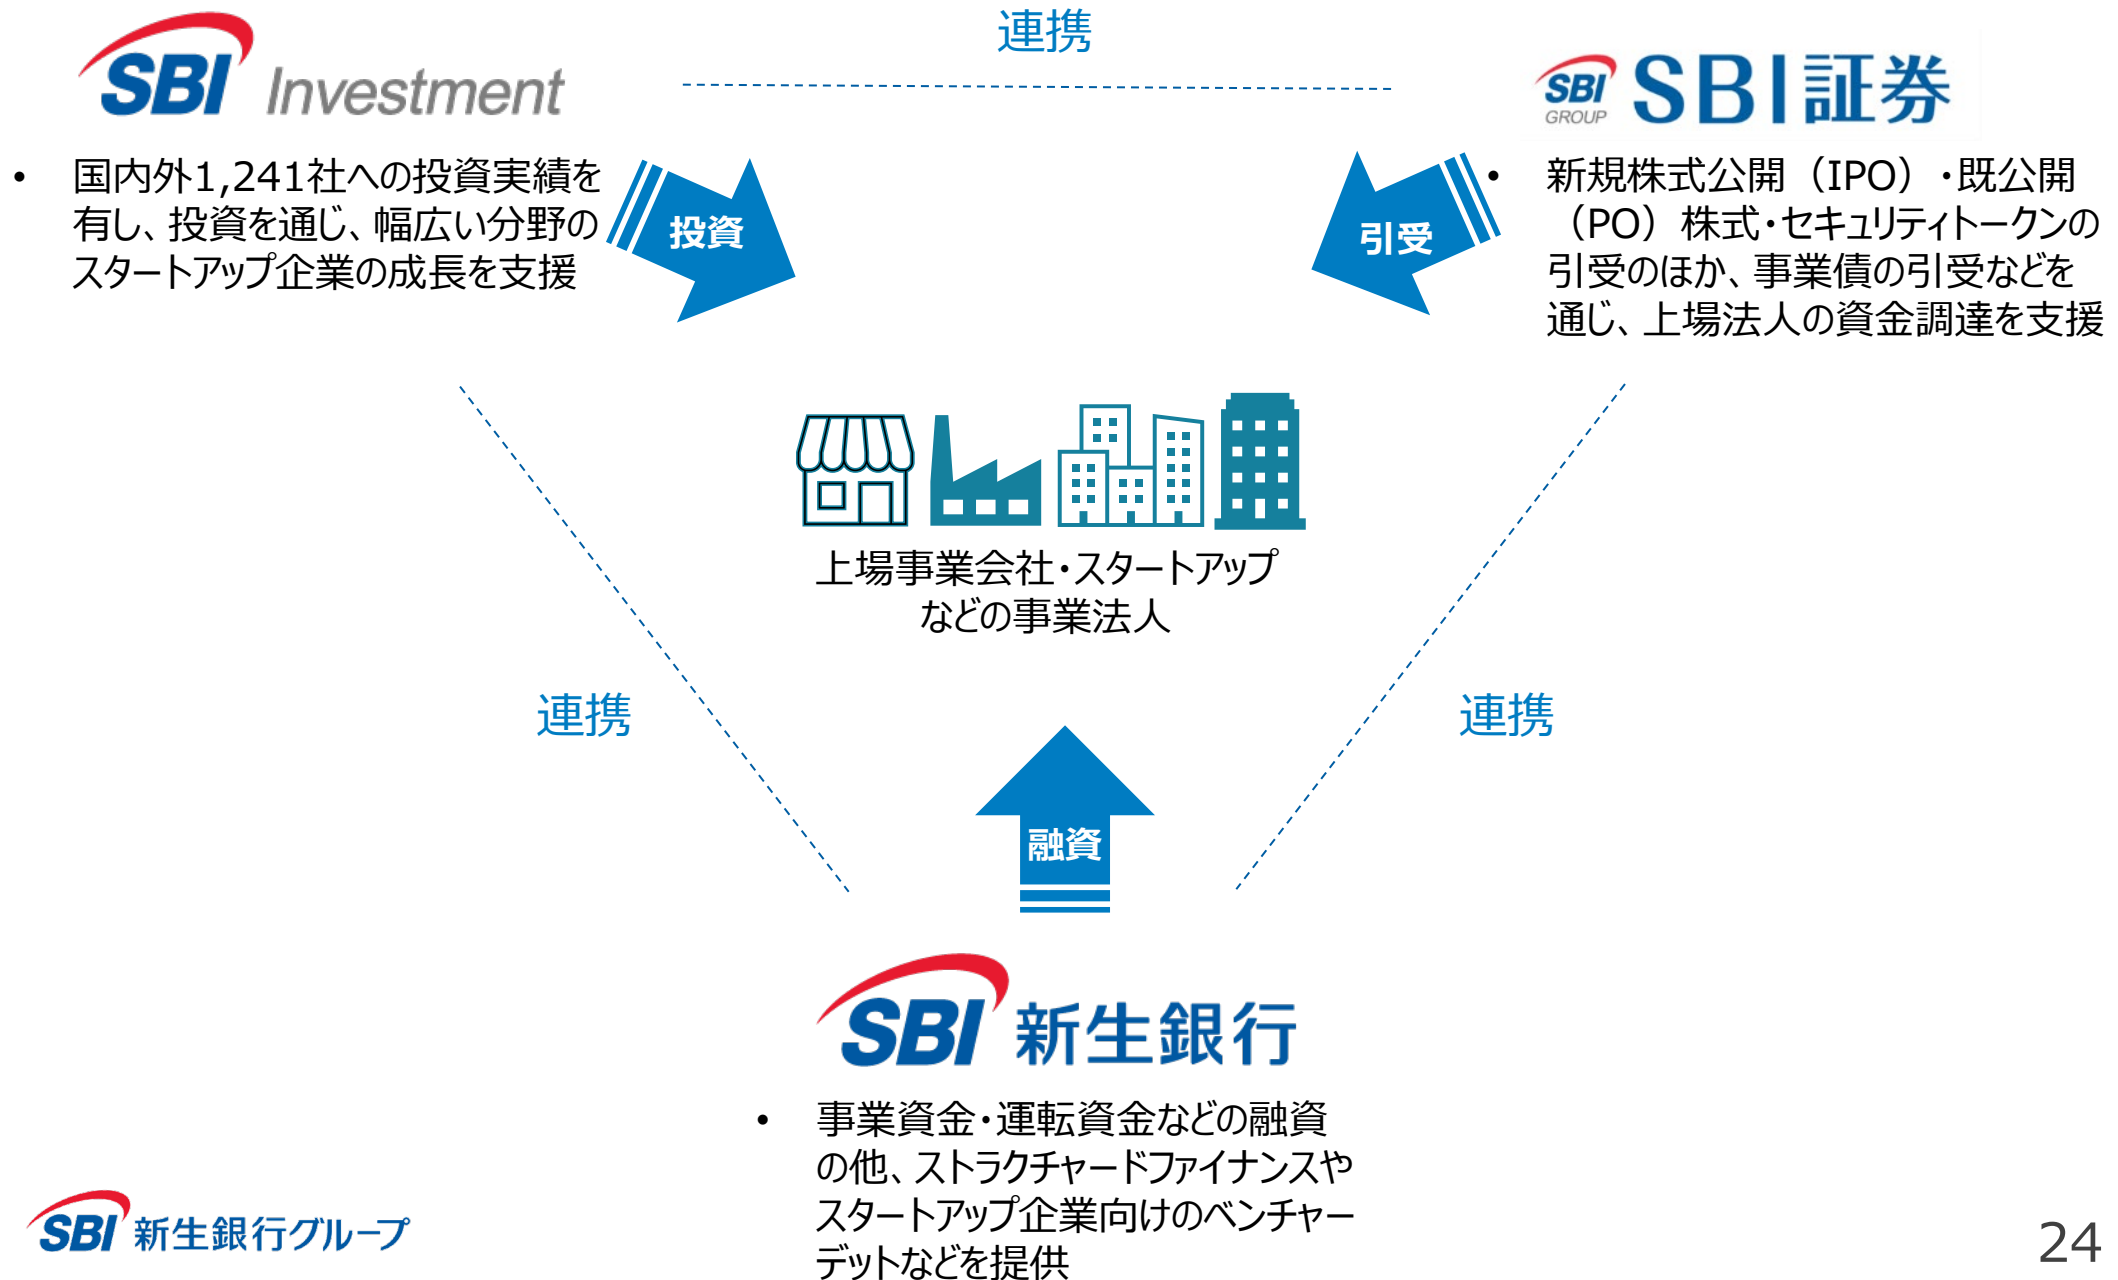 連携
SBI Investment
SBI GROUP SBI証券
• 国内外1,241社への投資実績を
有し、投資を通じ、幅広い分野の
スタートアップ企業の成長を支援
投資
引受
• 新規株式公開（IPO）・既公開
（PO）株式・セキュリティトークンの
引受のほか、事業債の引受などを
通じ、上場法人の資金調達を支援
上場事業会社・スタートアップ
などの事業法人
連携
連携
融資
SBI 新生銀行
• 事業資金・運転資金などの融資
の他、ストラクチャードファイナンスや
スタートアップ企業向けのベンチャー
デットなどを提供
SBI 新生銀行グループ
24